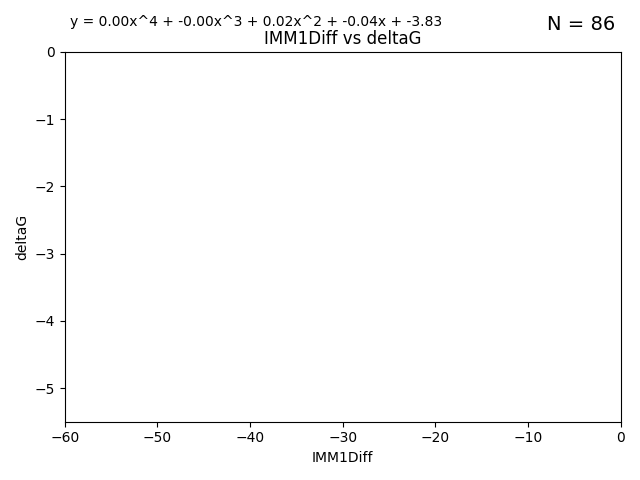 y = 0.00x^4 + -0.00x^3 + 0.02x^2 + -0.04x + -3.83
N = 86
IMM1Diff vs deltaG
0
−1
−2
−3
−4
−5
deltaG
−60 −50 −40 −30 −20 −10 0
IMM1Diff